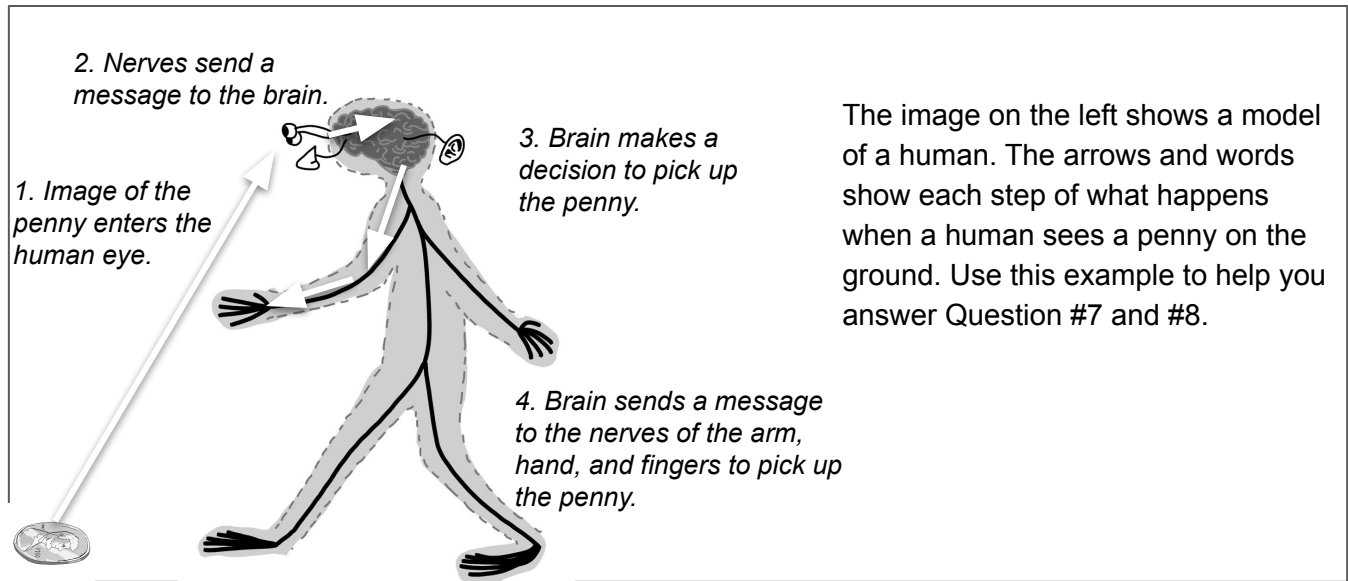 2. Nerves send a
message to the brain.
1. Image of the
penny enters the
human eye.
3. Brain makes a
decision to pick up
the penny.
4. Brain sends a message
to the nerves of the arm,
hand, and fingers to pick up
the penny.
The image on the left shows a model
of a human. The arrows and words
show each step of what happens
when a human sees a penny on the
ground. Use this example to help you
answer Question #7 and #8.